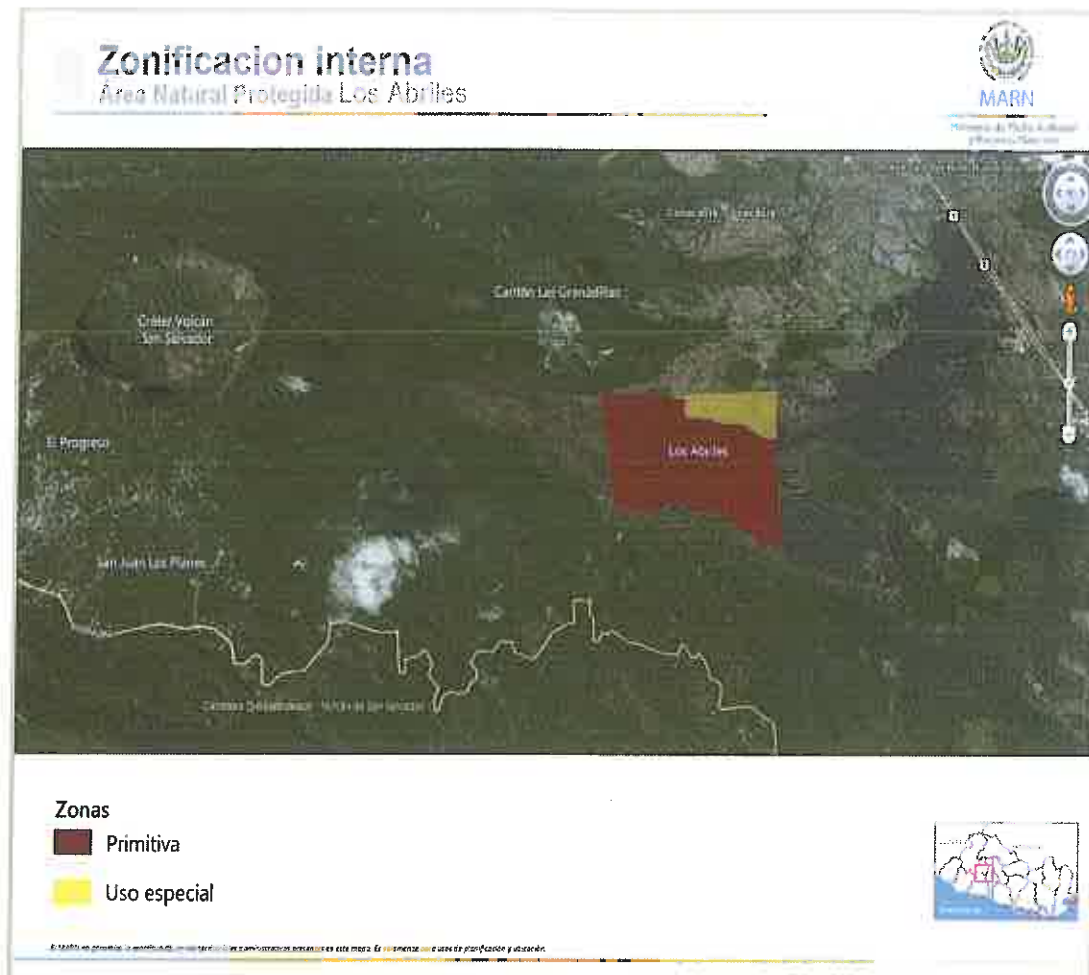 Zonificacion interna
Área Natural Protegida Los Abriles
MARN
Cantón Las Granadillas
Cráter Volcán
San Salvador
El Progreso
Los Abriles
San Juan Los Planes
Zonas
Primitiva
Uso especial